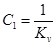 C₁ = 1/Kᵥ